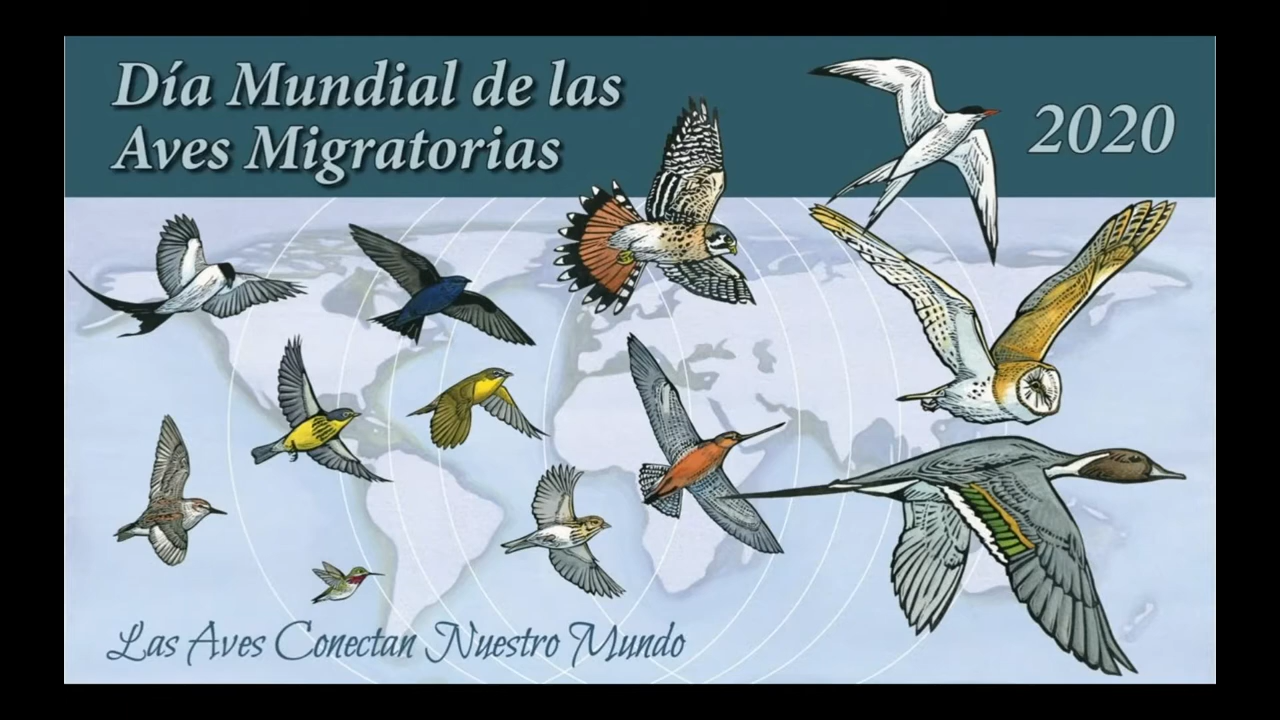 Día Mundial de las
Aves Migratorias
2020
Las Aves Conectan Nuestro Mundo